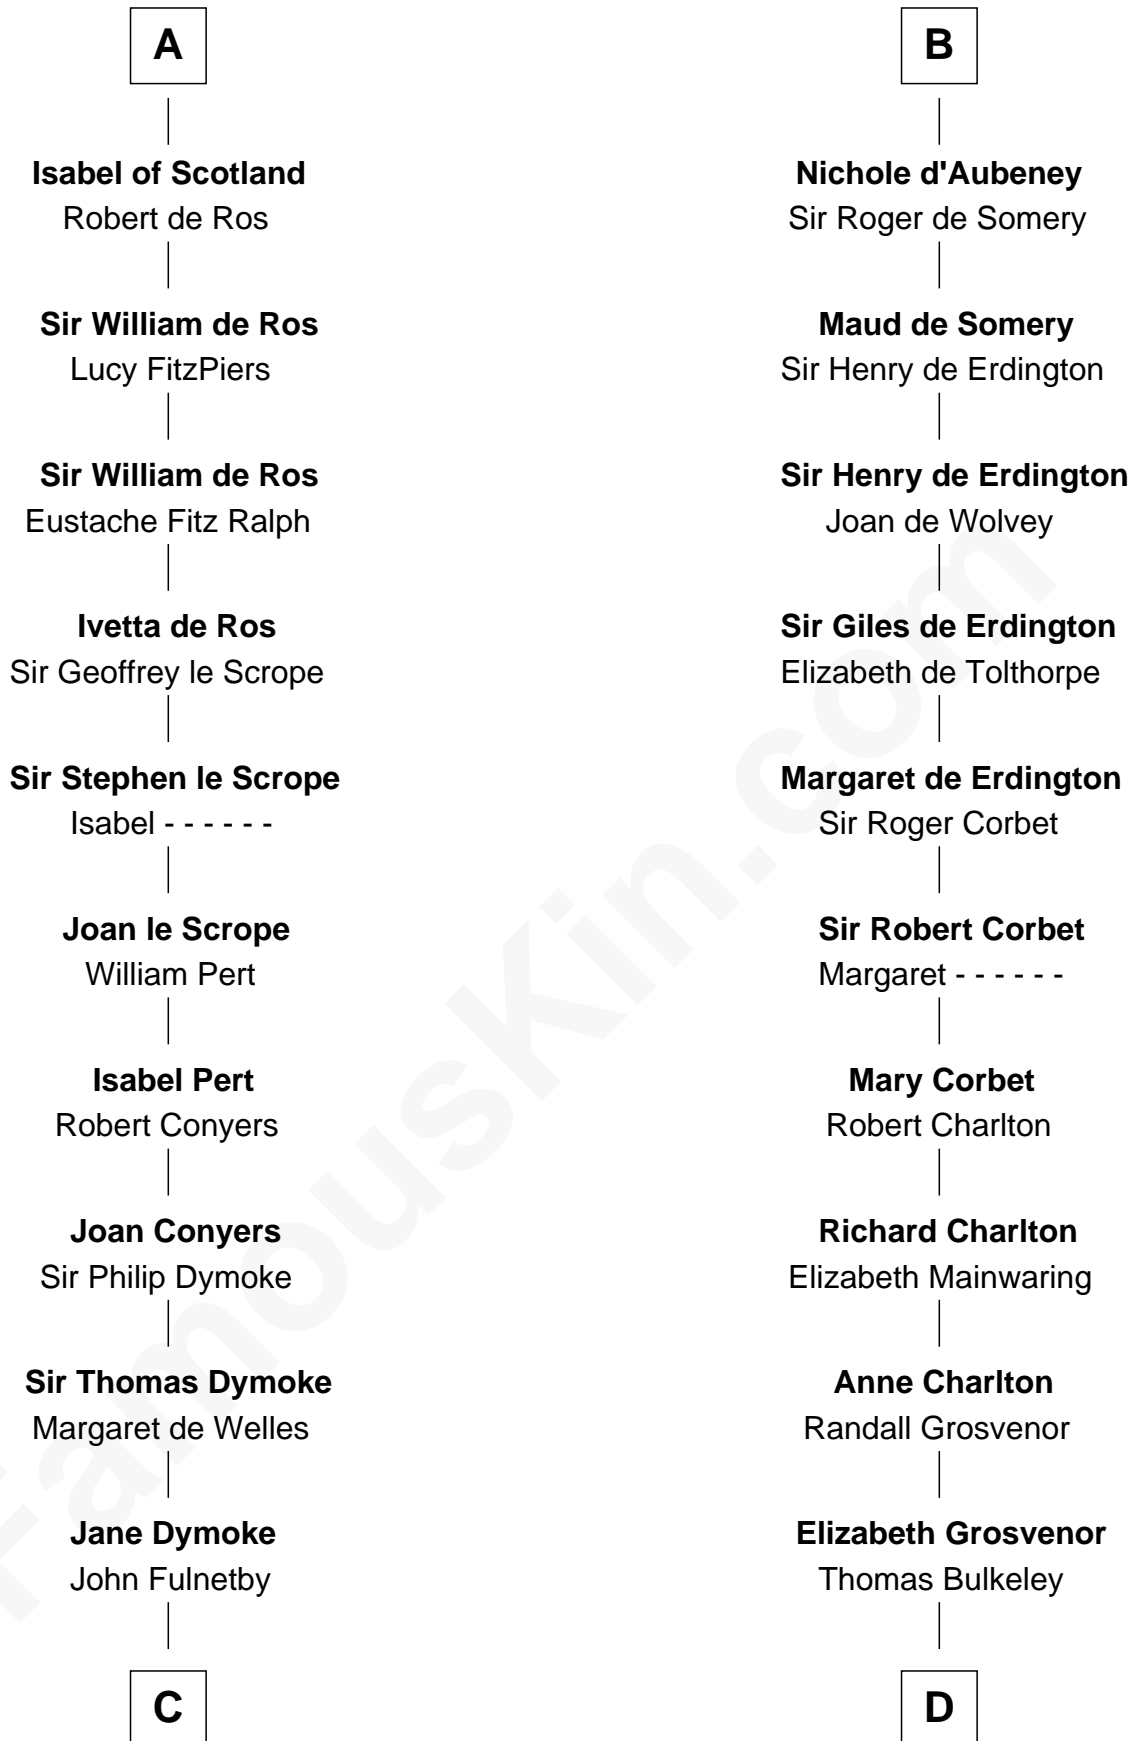 A
Isabel of Scotland
Robert de Ros
Sir William de Ros
Lucy FitzPiers
Sir William de Ros
Eustache Fitz Ralph
Ivetta de Ros
Sir Geoffrey le Scrope
Sir Stephen le Scrope
Isabel - - - - - -
Joan le Scrope
William Pert
Isabel Pert
Robert Conyers
Joan Conyers
Sir Philip Dymoke
Sir Thomas Dymoke
Margaret de Welles
Jane Dymoke
John Fulnetby
C
B
Nichole d'Aubeney
Sir Roger de Somery
Maud de Somery
Sir Henry de Erdington
Sir Henry de Erdington
Joan de Wolvey
Sir Giles de Erdington
Elizabeth de Tolthorpe
Margaret de Erdington
Sir Roger Corbet
Sir Robert Corbet
Margaret - - - - - -
Mary Corbet
Robert Charlton
Richard Charlton
Elizabeth Mainwaring
Anne Charlton
Randall Grosvenor
Elizabeth Grosvenor
Thomas Bulkeley
D
FamousKin.com